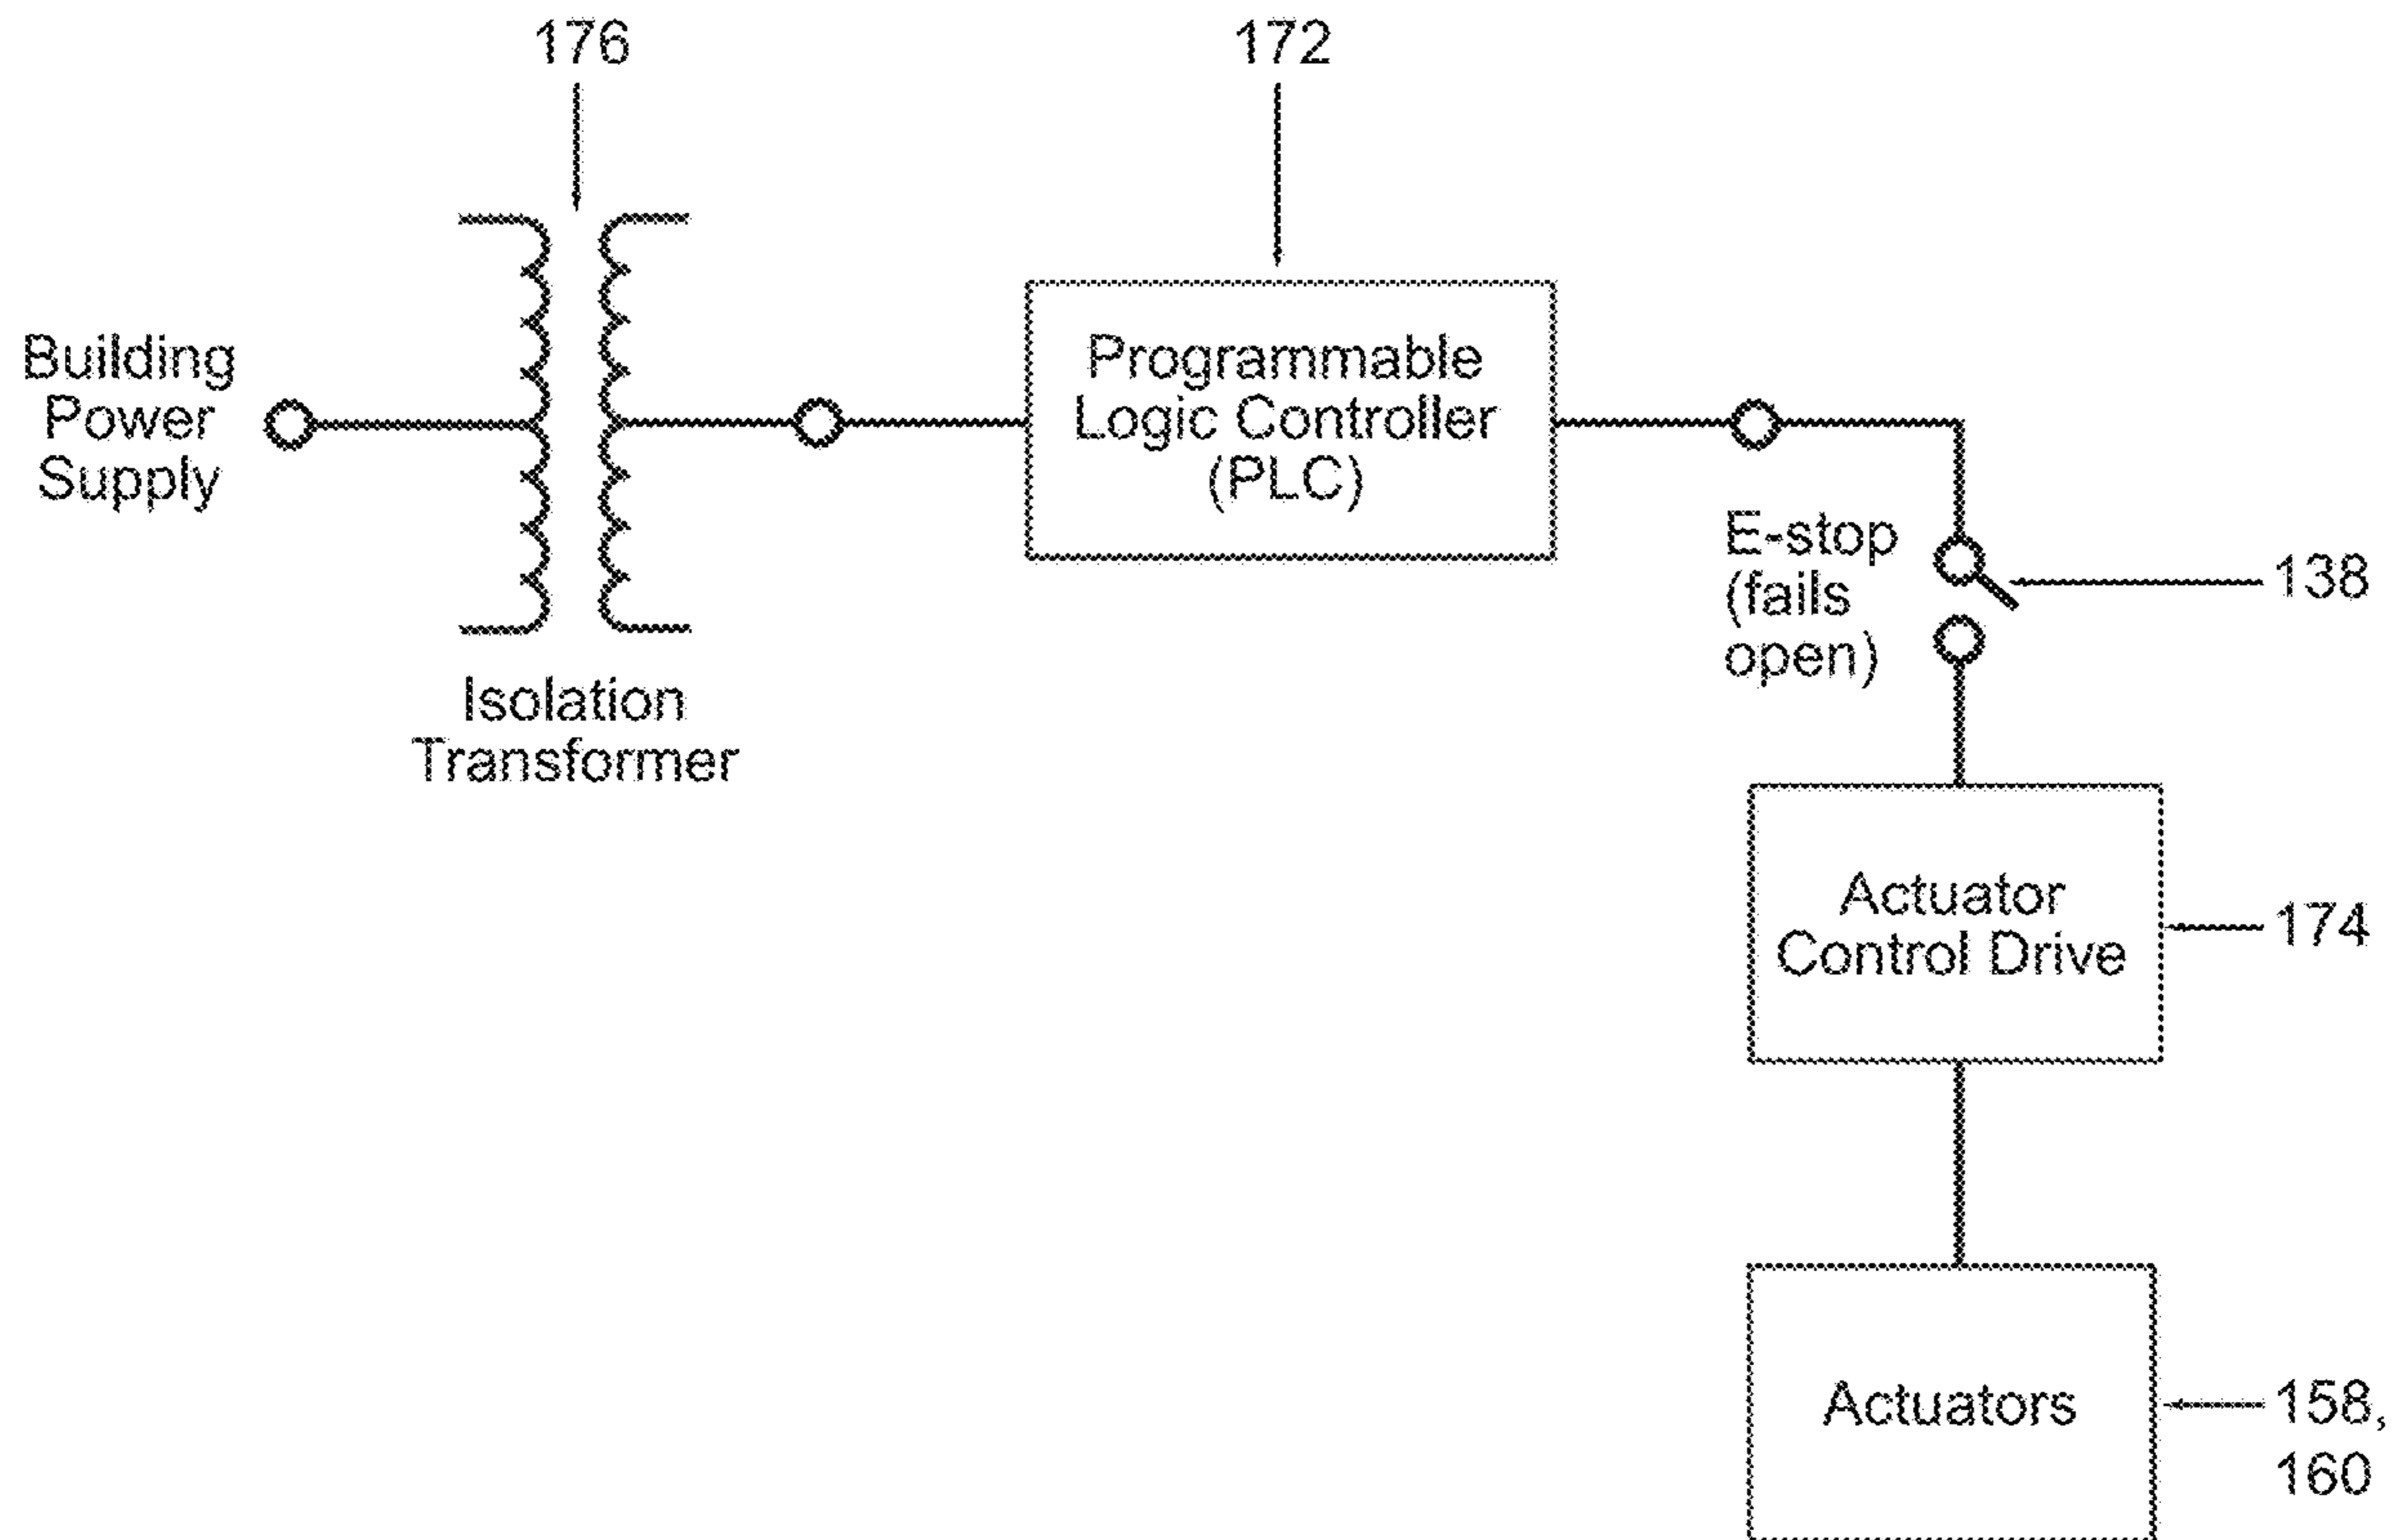 176
172
Building
Power
Supply
Programmable
Logic Controller
(PLC)
Isolation
Transformer
E-stop
(fails
open)
138
Actuator
Control Drive
174
Actuators
158,
160